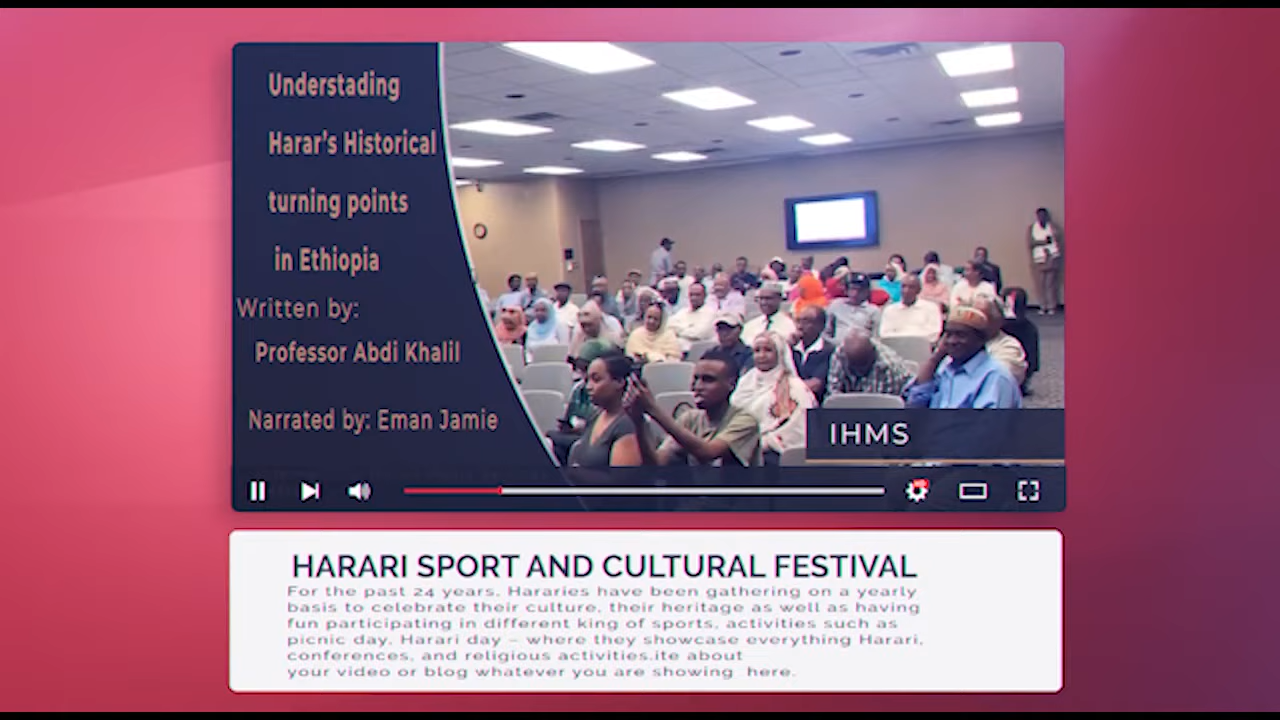 Understading
Harar's Historical
turning points
in Ethiopia
Written by:
Professor Abdi Khalil
Narrated by: Eman Jamie
IHMS
HD
HARARI SPORT AND CULTURAL FESTIVAL
For the past 24 years, Hararies have been gathering on a yearly
basis to celebrate their culture, their heritage as well as having
fun participating in different king of sports, activities such as
picnic day. Harari day – where they showcase everything Harari,
conferences, and religious activities.ite about
your video or blog whatever you are showing here.